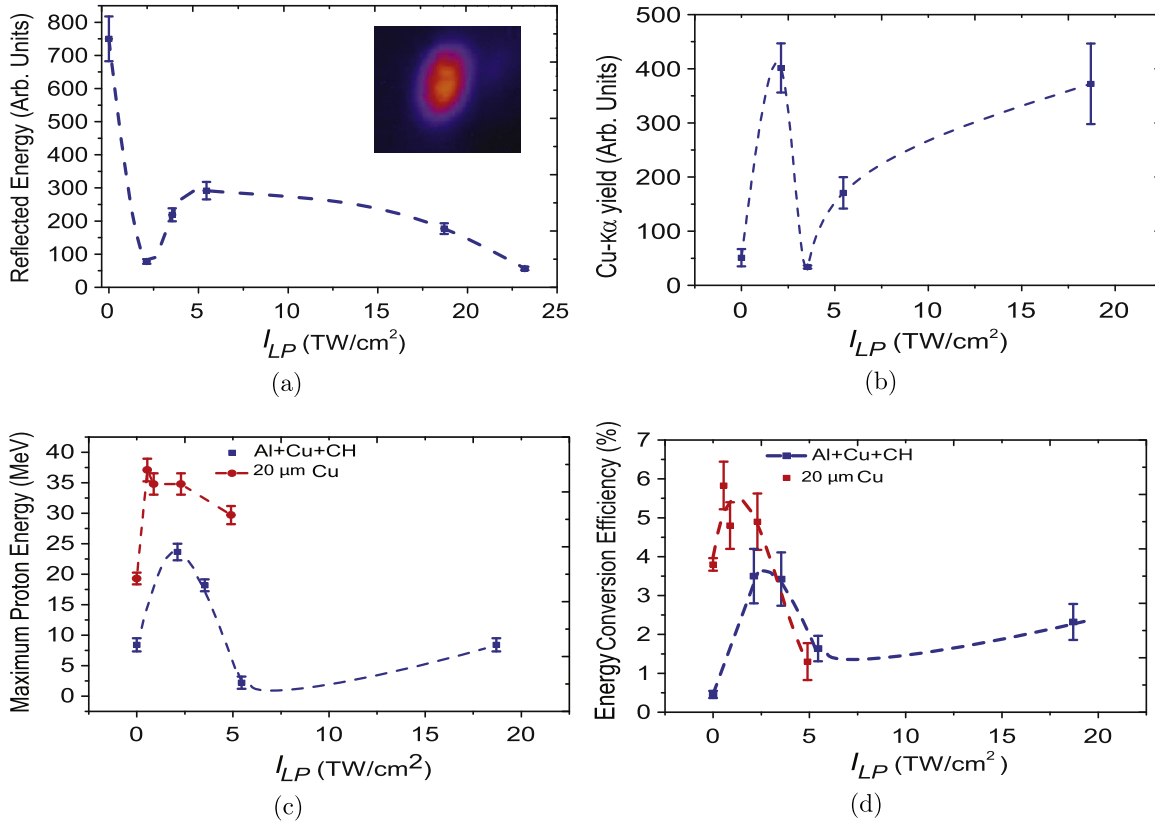 Reflected Energy (Arb. Units)
800
700
600
500
400
300
200
100
0
0 5 10 15 20 25
I_LP (TW/cm²)
(a)
Cu-Kα yield (Arb. Units)
500
400
300
200
100
50
0
0 5 10 15 20
I_LP (TW/cm²)
(b)
Maximum Proton Energy (MeV)
40
35
30
25
20
15
10
5
0
Al+Cu+CH
20 μm Cu
0 5 10 15 20
I_LP (TW/cm²)
(c)
Energy Conversion Efficiency (%)
7
6
5
4
3
2
1
0
Al+Cu+CH
20 μm Cu
0 5 10 15 20
I_LP (TW/cm²)
(d)